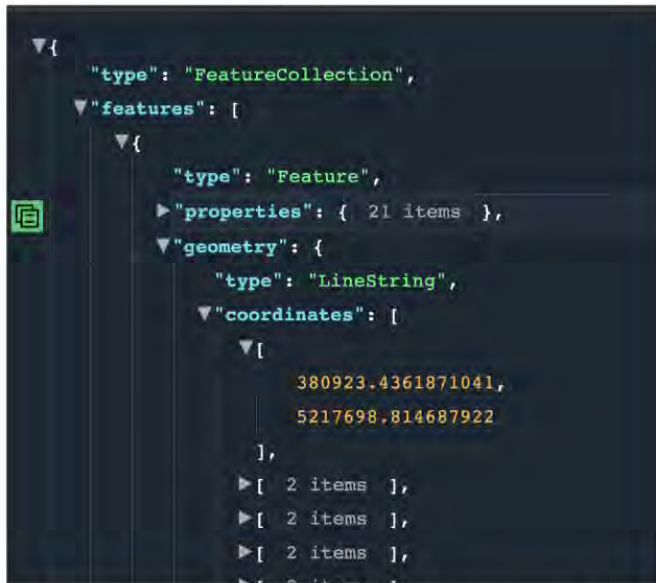 {
"type": "FeatureCollection",
"features": [
{
"type": "Feature",
"properties": { 21 items },
"geometry": {
"type": "LineString",
"coordinates": [
[
380923.4361871041,
5217698.814687922
],
[ 2 items ],
[ 2 items ],
[ 2 items ],